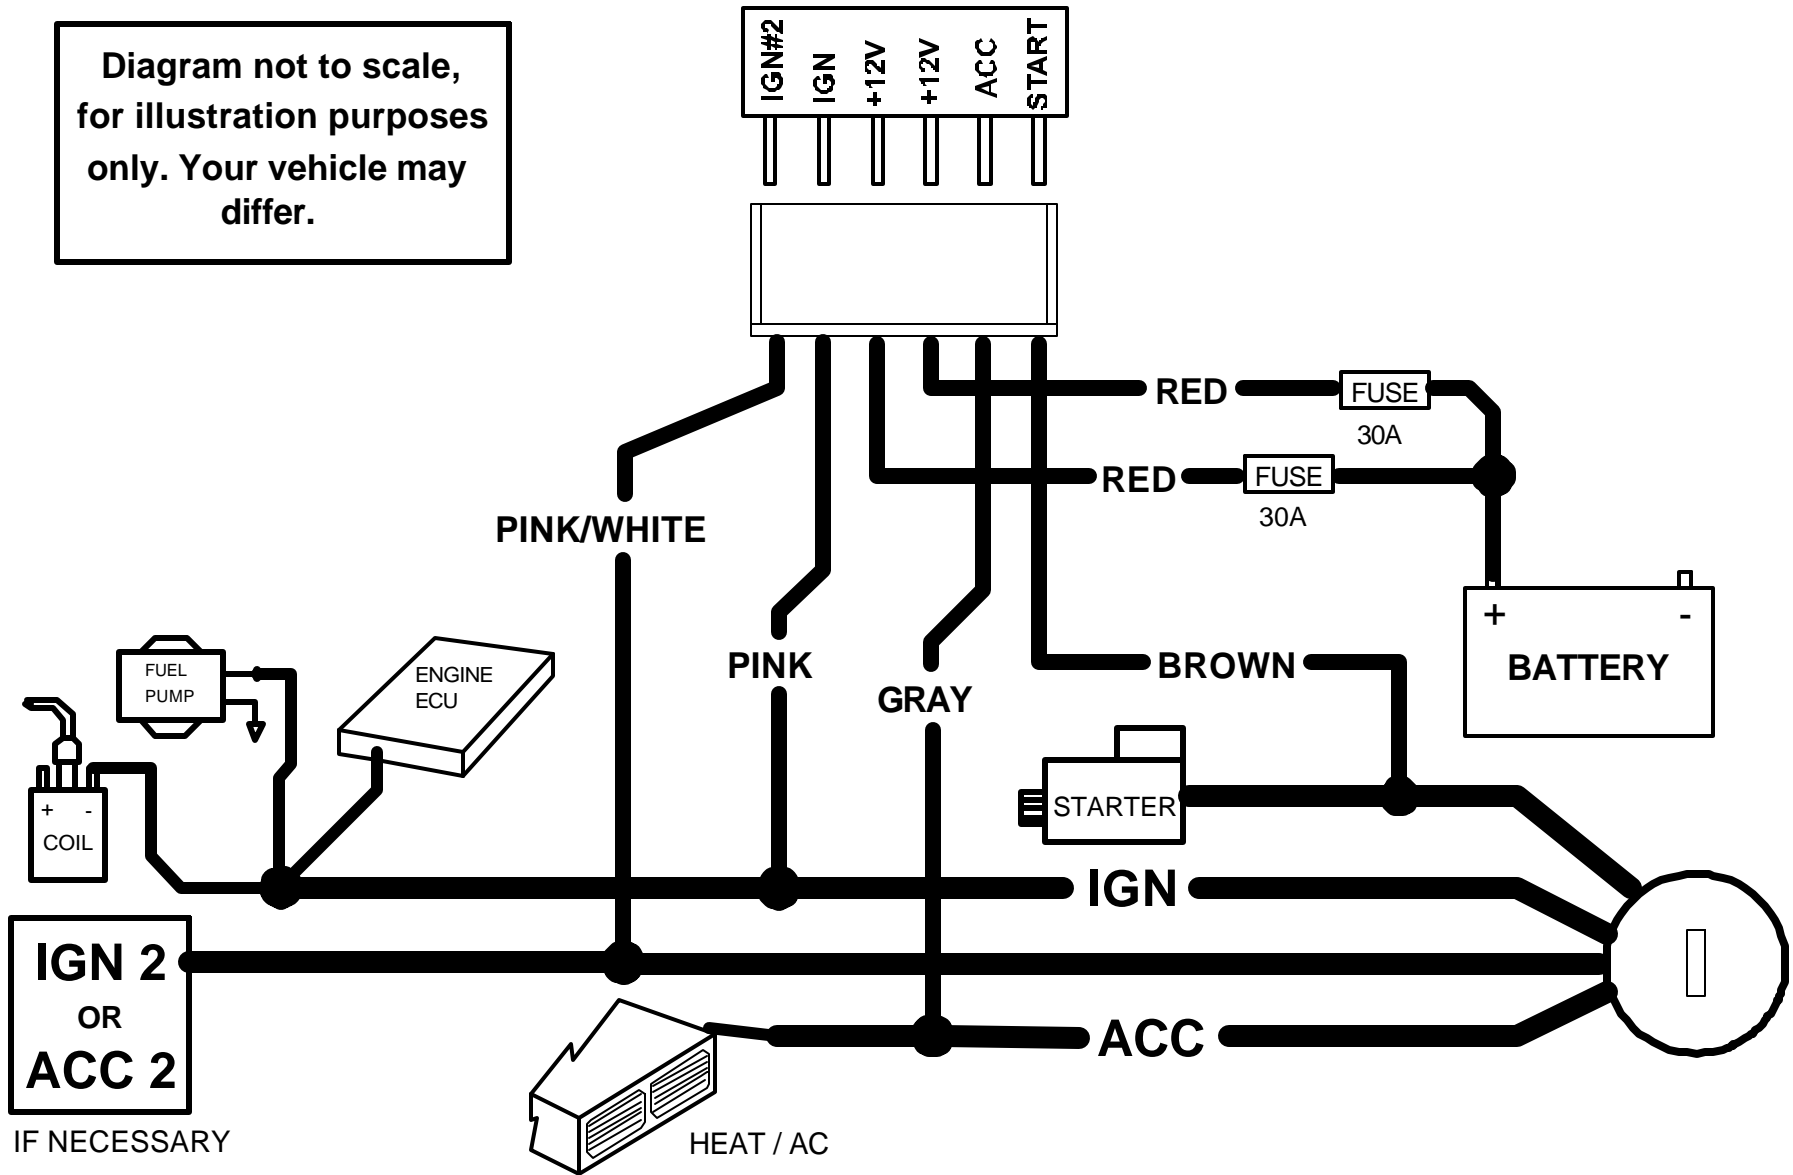 Diagram not to scale,
for illustration purposes
only. Your vehicle may
differ.
IGN#2
IGN
+12V
+12V
ACC
START
RED
FUSE
30A
RED
FUSE
30A
PINK/WHITE
PINK
GRAY
BROWN
+ -
BATTERY
FUEL
PUMP
ENGINE
ECU
+ -
COIL
STARTER
IGN
IGN 2
OR
ACC 2
IF NECESSARY
ACC
HEAT / AC